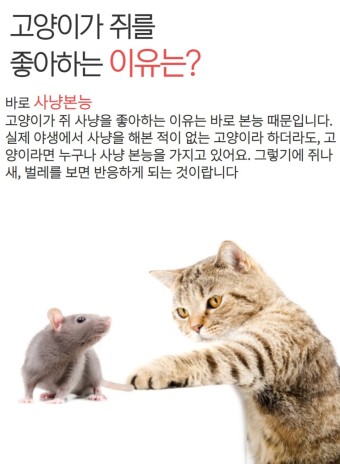 고양이가 쥐를
좋아하는 이유는?
바로 사냥본능
고양이가 쥐 사냥을 좋아하는 이유는 바로 본능 때문입니다.
실제 야생에서 사냥을 해본 적이 없는 고양이라 하더라도, 고
양이라면 누구나 사냥 본능을 가지고 있어요. 그렇기에 쥐나
새, 벌레를 보면 반응하게 되는 것이랍니다